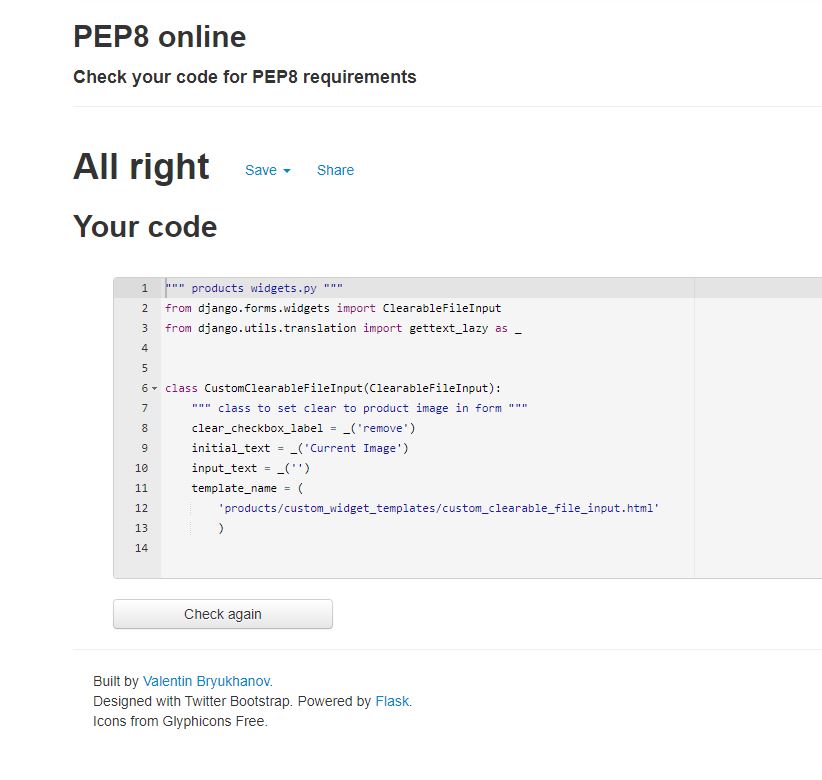 PEP8 online
Check your code for PEP8 requirements
All right Save Share
Your code
1 """ products widgets.py """
2 from django.forms.widgets import ClearableFileInput
3 from django.utils.translation import gettext_lazy as _
4
5
6 class CustomClearableFileInput(ClearableFileInput):
7     """ class to set clear to product image in form """
8     clear_checkbox_label = _('remove')
9     initial_text = _('Current Image')
10     input_text = _('')
11     template_name = (
12         'products/custom_widget_templates/custom_clearable_file_input.html'
13         )
14
Check again
Built by Valentin Bryukhanov.
Designed with Twitter Bootstrap. Powered by Flask.
Icons from Glyphicons Free.